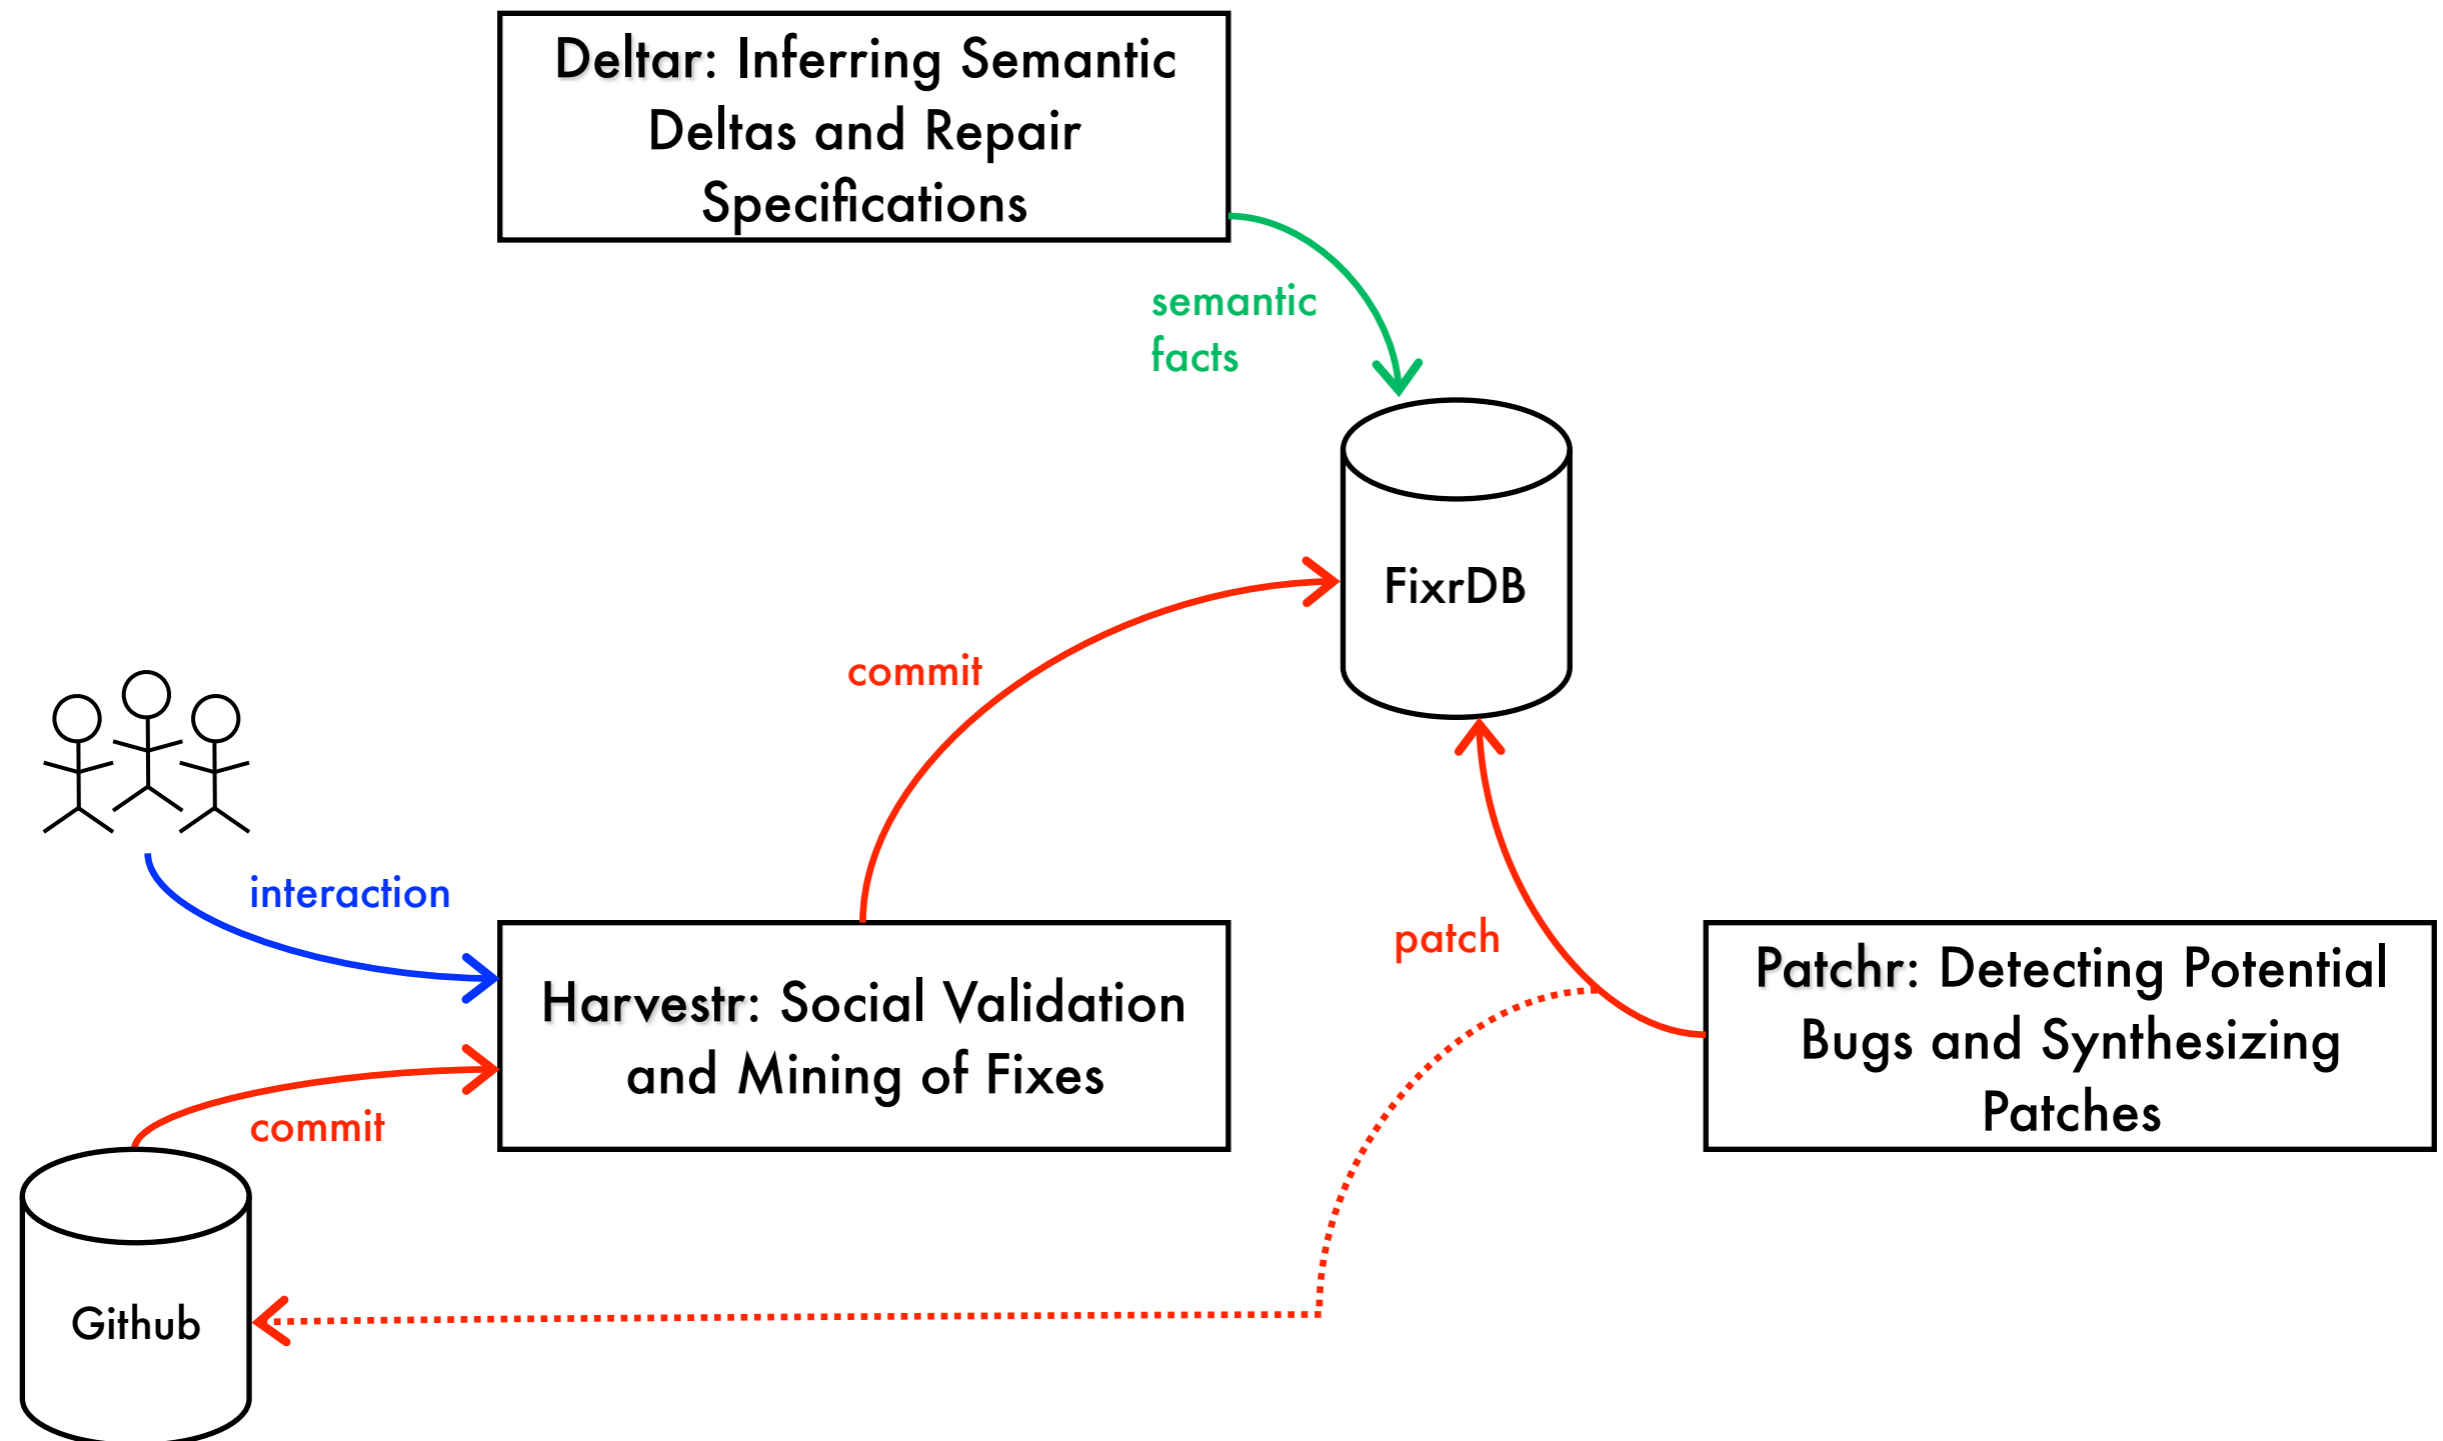 Deltar: Inferring Semantic
Deltas and Repair
Specifications
semantic
facts
FixrDB
commit
interaction
patch
Harvestr: Social Validation
and Mining of Fixes
Patchr: Detecting Potential
Bugs and Synthesizing
Patches
commit
Github